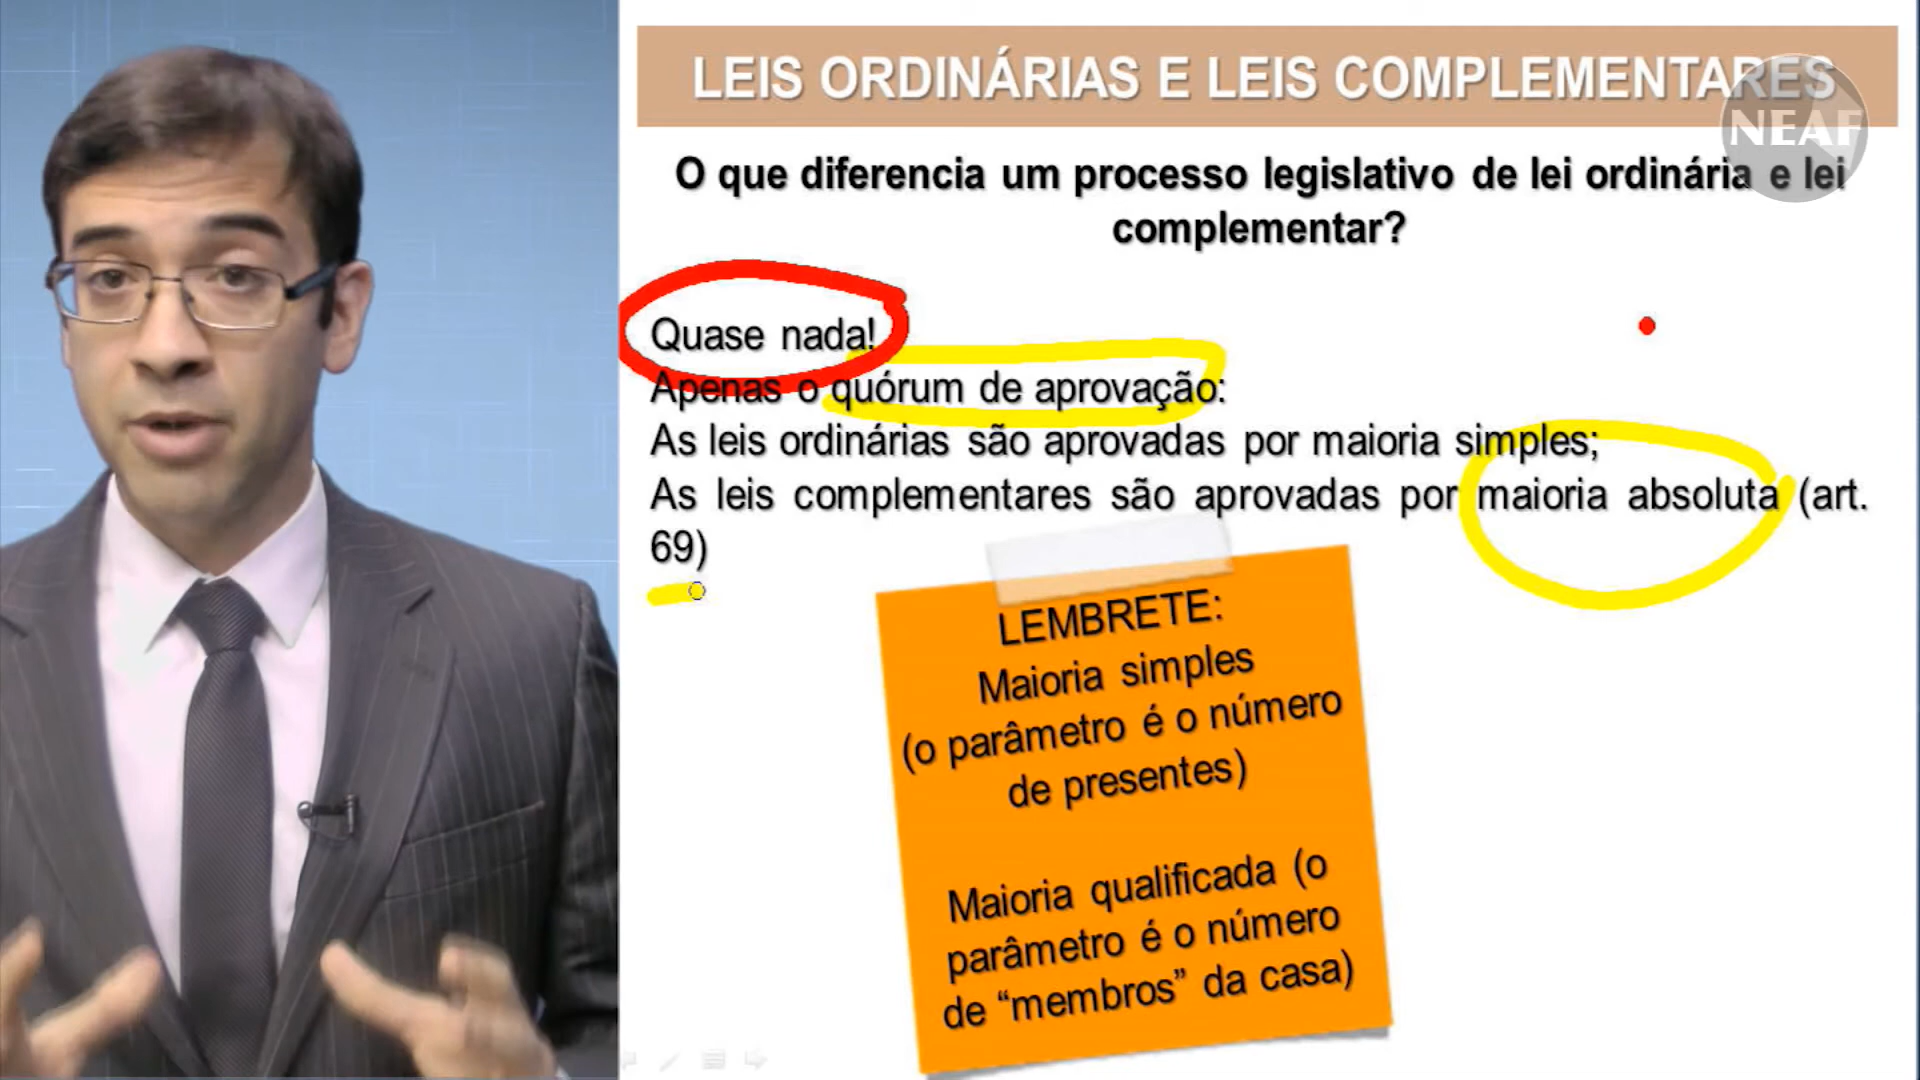 LEIS ORDINÁRIAS E LEIS COMPLEMENTARES
NEAF
O que diferencia um processo legislativo de lei ordinária e lei
complementar?
Quase nada!
Apenas o quórum de aprovação:
As leis ordinárias são aprovadas por maioria simples;
As leis complementares são aprovadas por maioria absoluta (art.
69)
LEMBRETE:
Maioria simples
(o parâmetro é o número
de presentes)
Maioria qualificada (o
parâmetro é o número
de “membros” da casa)